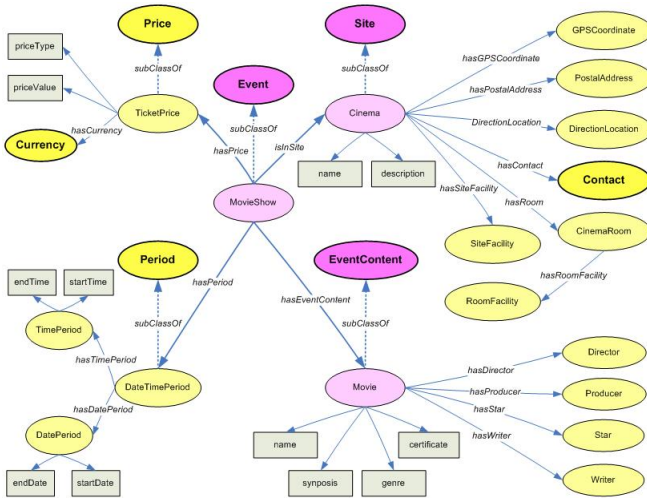 Price
Site
GPSCoordinate
priceType
hasGPSCoordinate
subClassOf
subClassOf
Event
PostalAddress
priceValue
hasPostalAddress
TicketPrice
Cinema
subClassOf
hasCurrency
DirectionLocation
DirectionLocation
Currency
hasPrice
isInSite
hasContact
name
description
Contact
hasSiteFacility
hasRoom
MovieShow
CinemaRoom
SiteFacility
Period
EventContent
hasPeriod
hasRoomFacility
endTime
startTime
hasEventContent
RoomFacility
subClassOf
subClassOf
TimePeriod
hasDirector
Director
hasTimePeriod
DateTimePeriod
Movie
hasProducer
Producer
hasDatePeriod
hasStar
DatePeriod
name
certificate
hasWriter
Star
endDate
startDate
synposis
genre
Writer